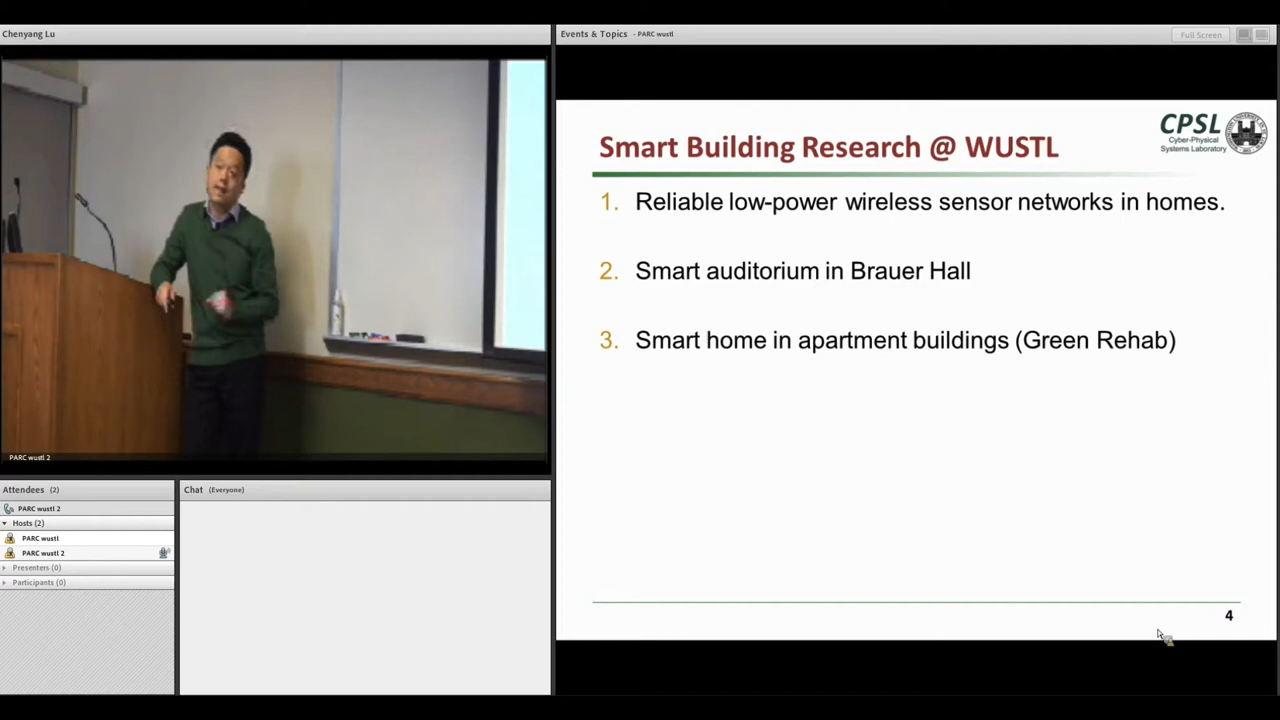 Chenyang Lu
Events & Topics - PARC wustl
Full Screen
CPSL
Cyber-Physical
Systems Laboratory
Smart Building Research @ WUSTL
1. Reliable low-power wireless sensor networks in homes.
2. Smart auditorium in Brauer Hall
3. Smart home in apartment buildings (Green Rehab)
4
PARC wustl 2
Attendees (2)
PARC wustl 2
Hosts (2)
PARC wustl
PARC wustl 2
Presenters (0)
Participants (0)
Chat (Everyone)